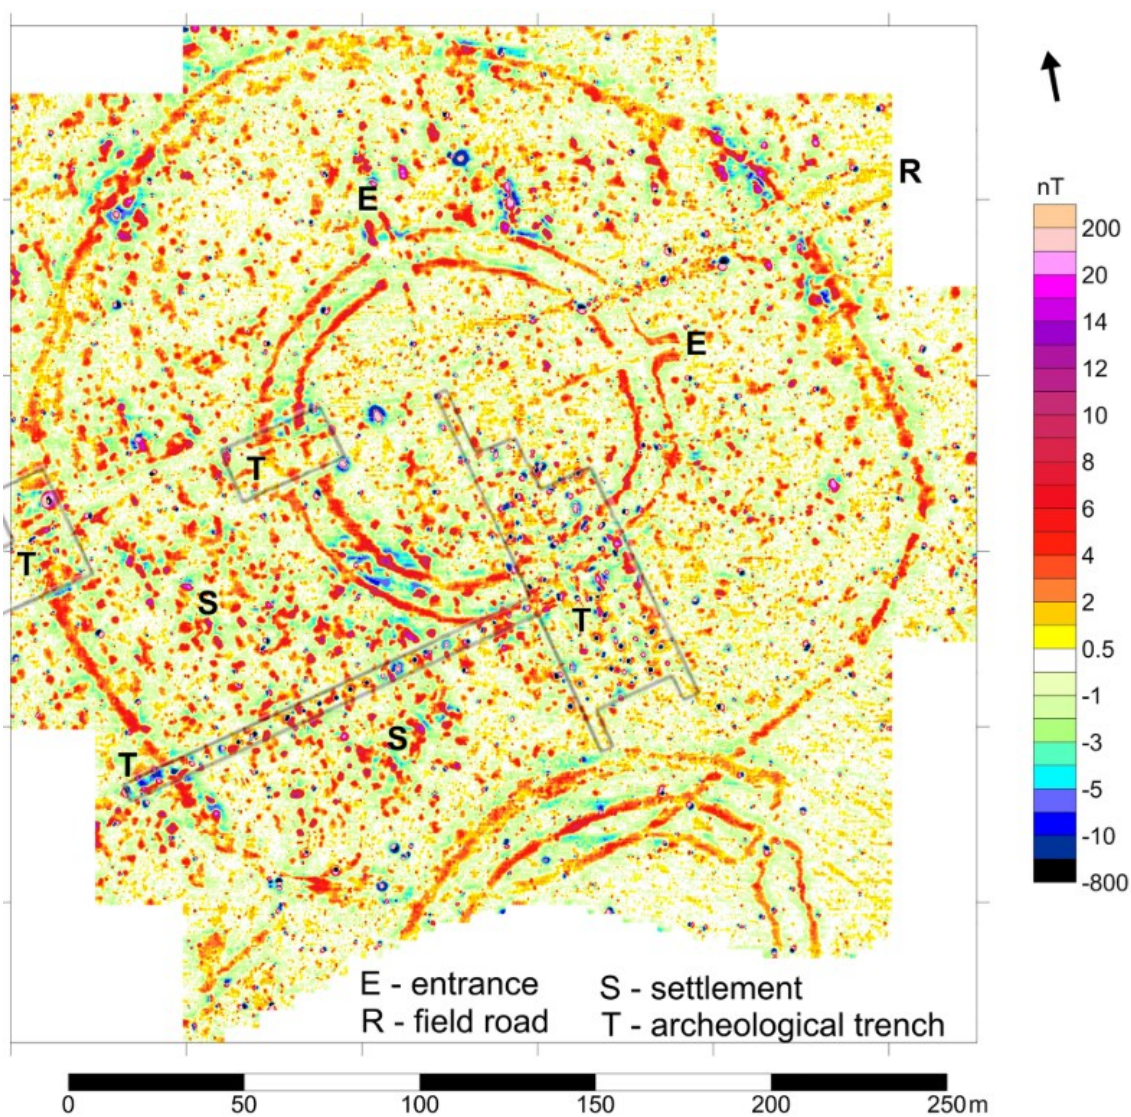 R
nT
E
200
20
14
E
12
10
8
T
6
T
4
S
2
T
0.5
-1
S
-3
T
-5
-10
-800
E - entrance
S - settlement
R - field road
T - archeological trench
0 50 100 150 200 250 m